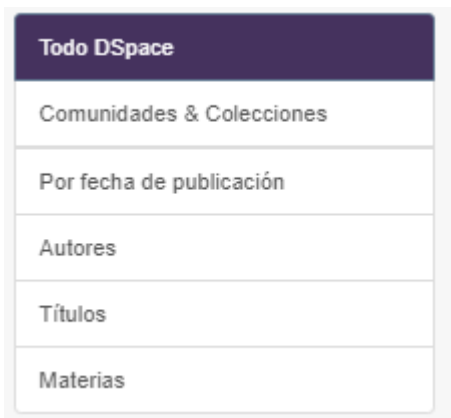 Todo DSpace
Comunidades & Colecciones
Por fecha de publicación
Autores
Títulos
Materias